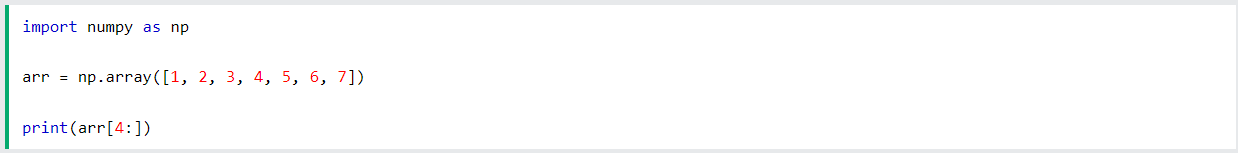 import numpy as np
arr = np.array([1, 2, 3, 4, 5, 6, 7])
print(arr[4:])